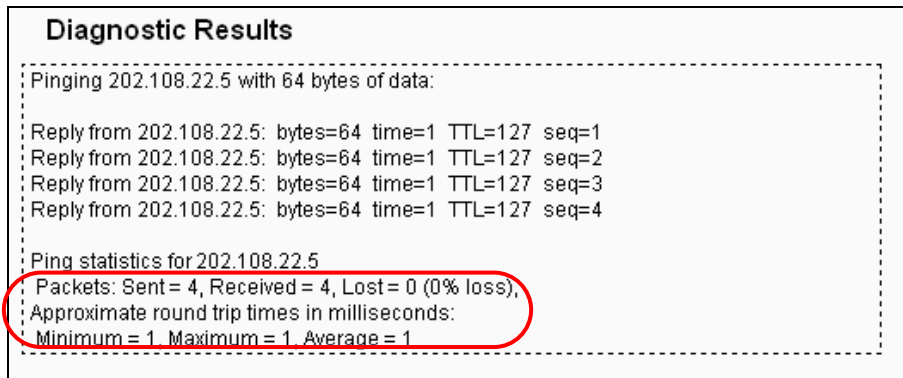 Diagnostic Results
Pinging 202.108.22.5 with 64 bytes of data:
Reply from 202.108.22.5:  bytes=64  time=1  TTL=127  seq=1
Reply from 202.108.22.5:  bytes=64  time=1  TTL=127  seq=2
Reply from 202.108.22.5:  bytes=64  time=1  TTL=127  seq=3
Reply from 202.108.22.5:  bytes=64  time=1  TTL=127  seq=4
Ping statistics for 202.108.22.5
Packets: Sent = 4, Received = 4, Lost = 0 (0% loss),
Approximate round trip times in milliseconds:
Minimum = 1, Maximum = 1, Average = 1